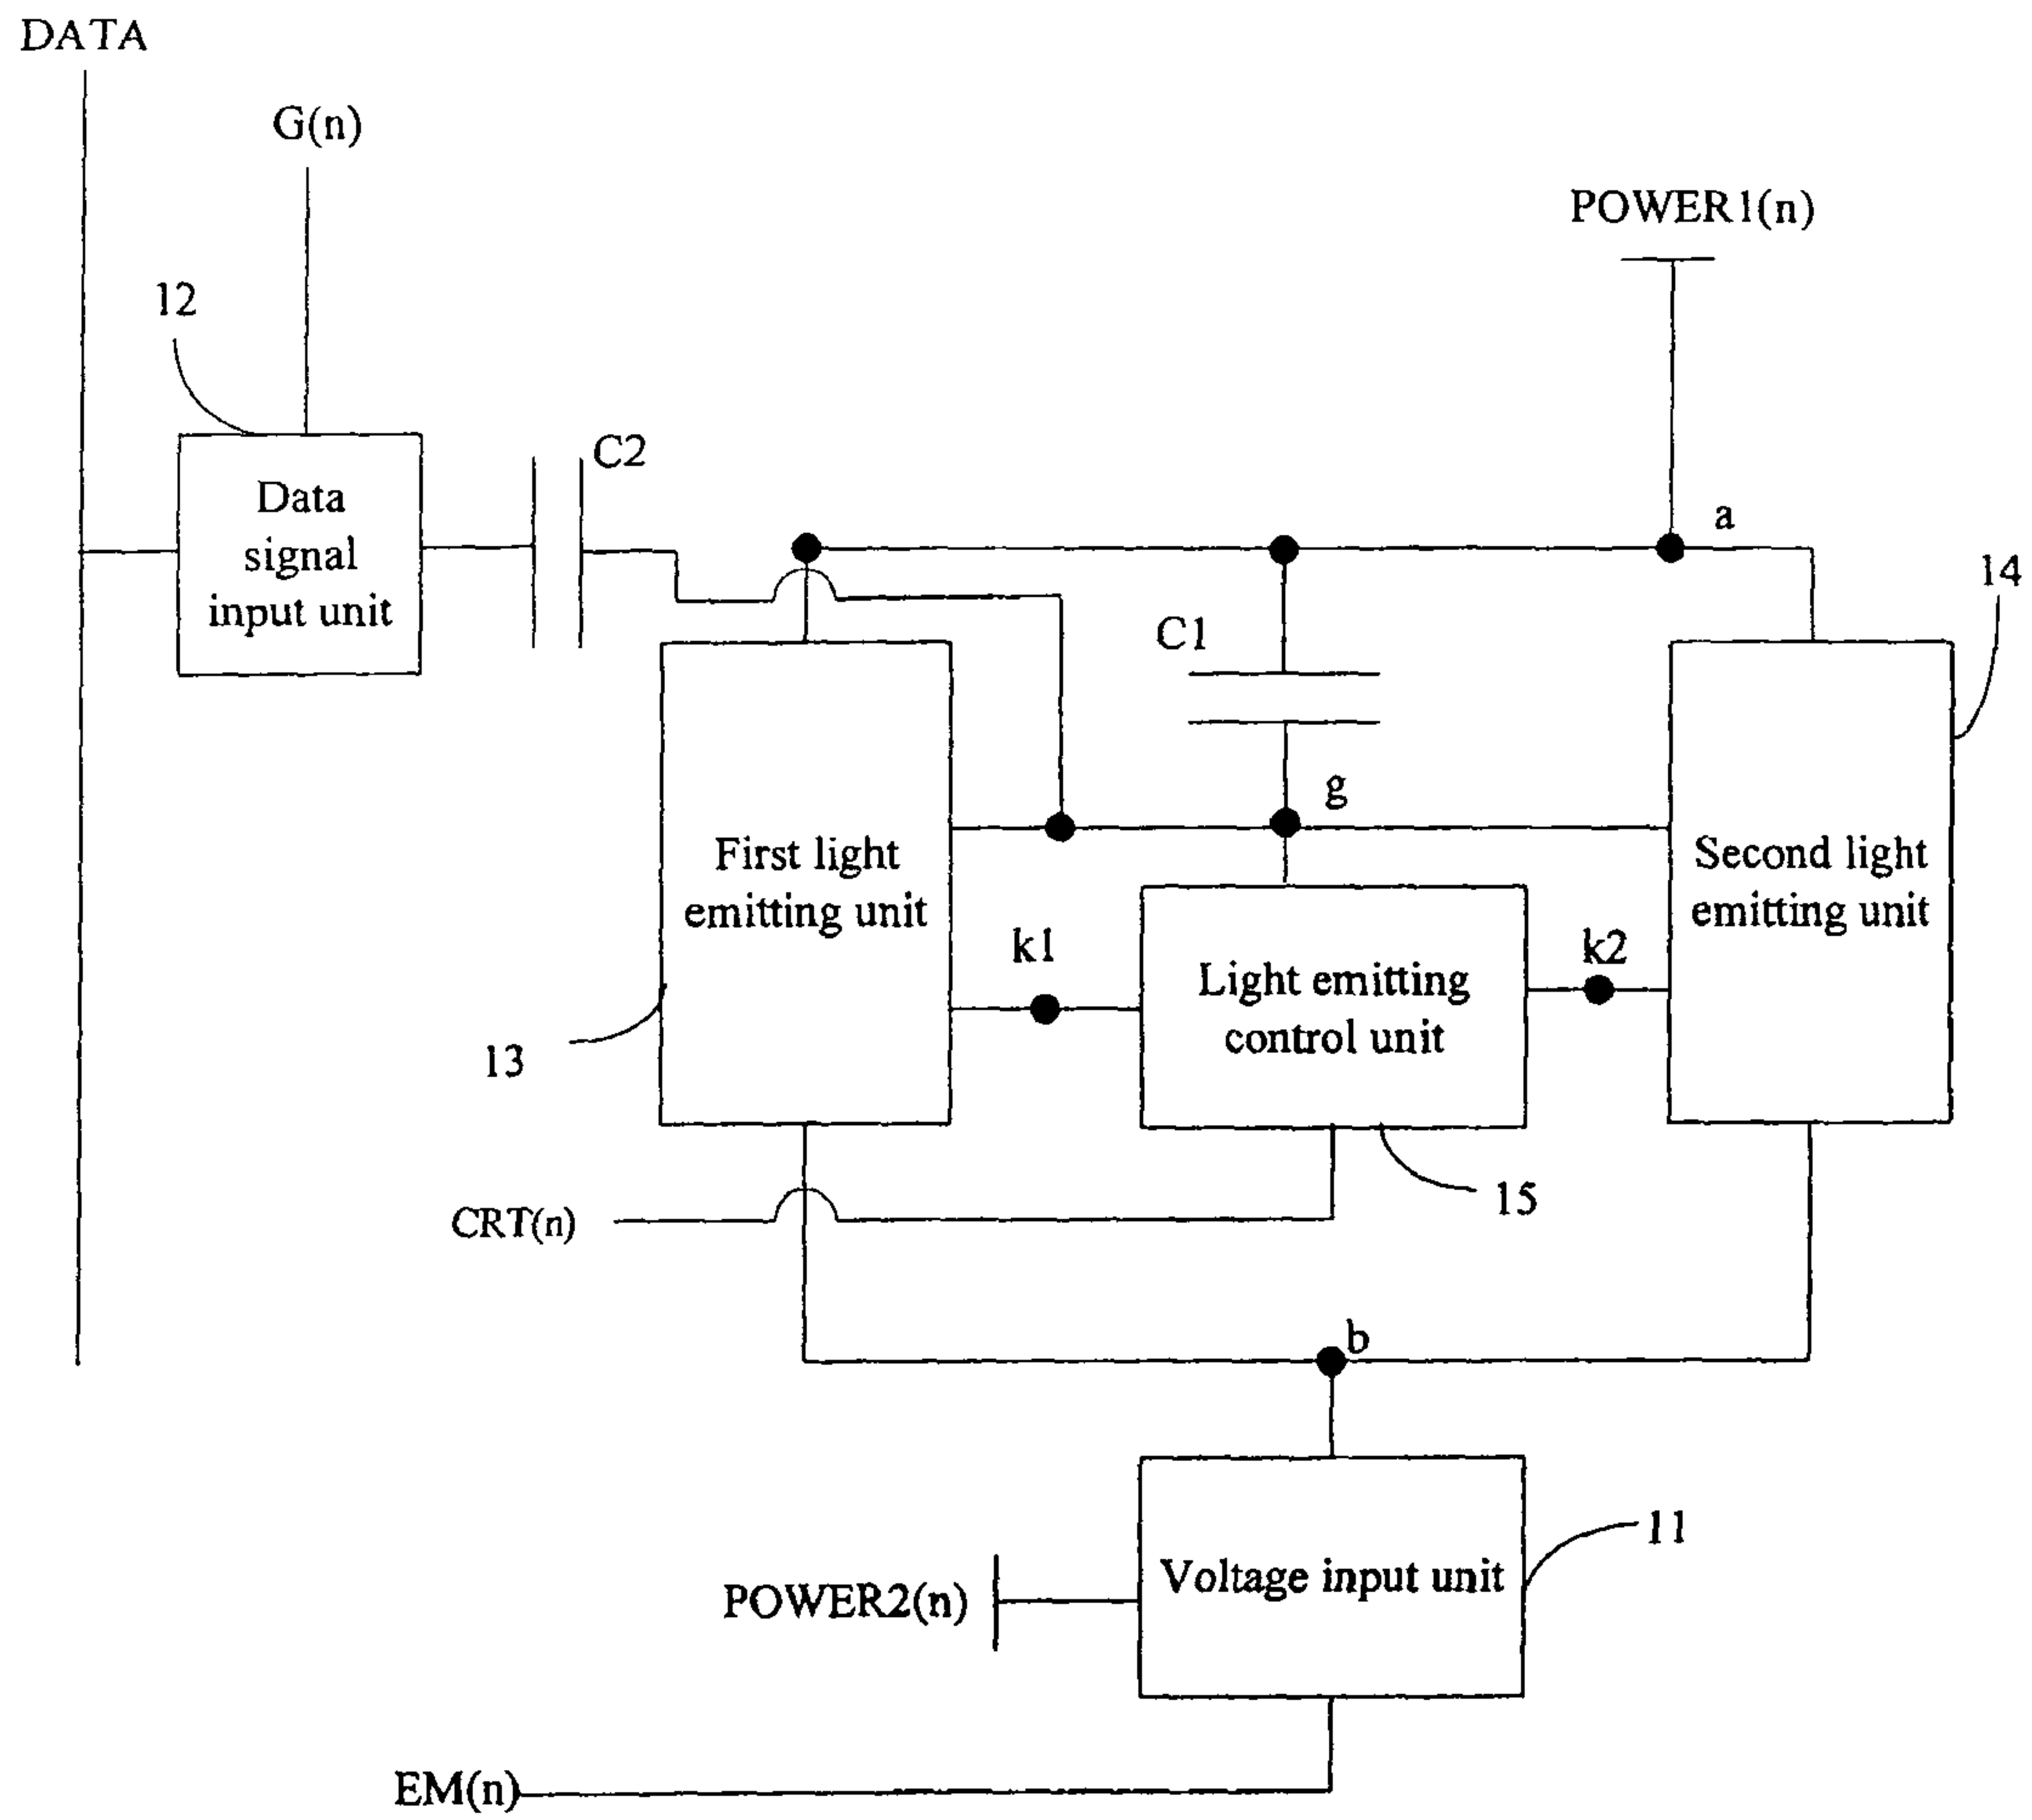 DATA
G(n)
POWER1(n)
12
C2
Data
signal
input unit
a
14
C1
g
First light
emitting unit
Second light
emitting unit
k1
k2
Light emitting
control unit
13
15
CRT(n)
b
11
Voltage input unit
POWER2(n)
EM(n)